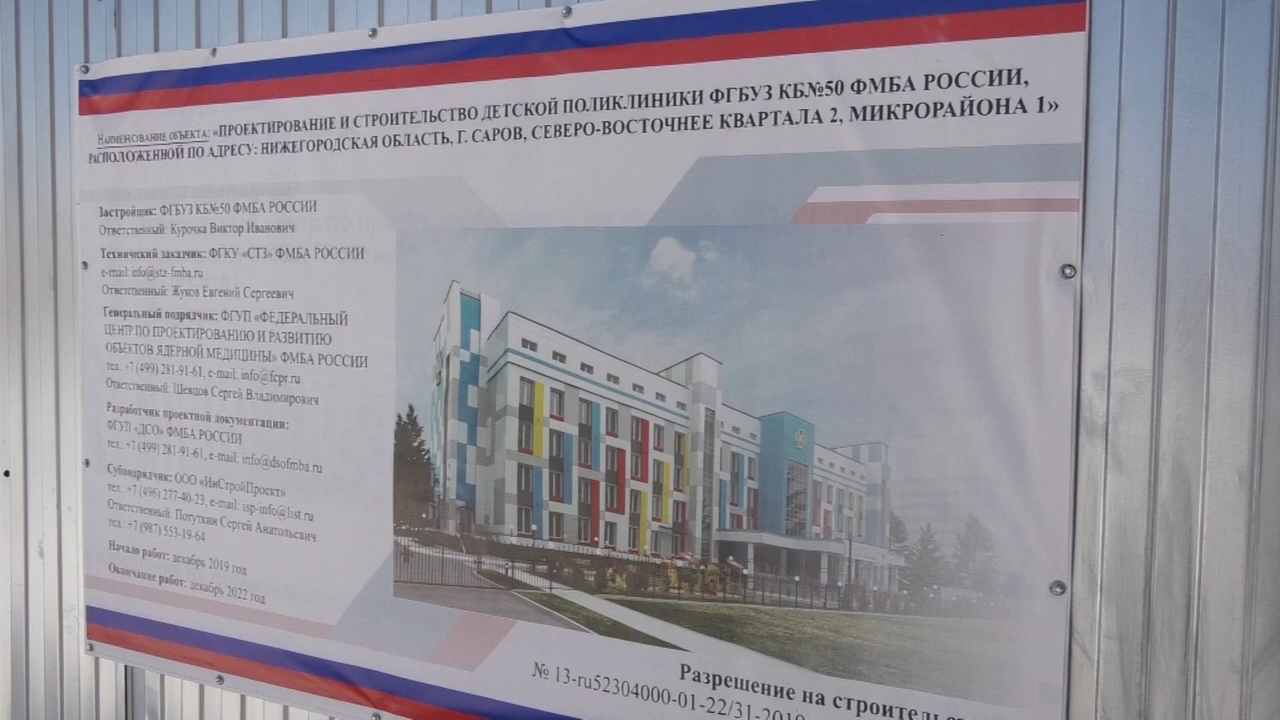 Наименование объекта: «ПРОЕКТИРОВАНИЕ И СТРОИТЕЛЬСТВО ДЕТСКОЙ ПОЛИКЛИНИКИ ФГБУЗ КБ№50 ФМБА РОССИИ,
РАСПОЛОЖЕННОЙ ПО АДРЕСУ: НИЖЕГОРОДСКАЯ ОБЛАСТЬ, Г. САРОВ, СЕВЕРО-ВОСТОЧНЕЕ КВАРТАЛА 2, МИКРОРАЙОНА 1»
Застройщик: ФГБУЗ КБ№50 ФМБА РОССИИ
Ответственный: Курочка Виктор Иванович
Технический заказчик: ФГКУ «СТЗ» ФМБА РОССИИ
e-mail: info@stz-fmba.ru
Ответственный: Жуков Евгений Сергеевич
Генеральный подрядчик: ФГУП «ФЕДЕРАЛЬНЫЙ
ЦЕНТР ПО ПРОЕКТИРОВАНИЮ И РАЗВИТИЮ
ОБЪЕКТОВ ЯДЕРНОЙ МЕДИЦИНЫ» ФМБА РОССИИ
тел.: +7 (499) 281-91-61, e-mail: info@fcpr.ru
Ответственный: Шевцов Сергей Владимирович
Разработчик проектной документации:
ФГУП «ДСО» ФМБА РОССИИ
тел.: +7 (499) 281-91-61, e-mail: info@dsofmba.ru
Субподрядчик: ООО «ИнСтройПроект»
тел.: +7 (496) 277-40-23, e-mail: isp-info@list.ru
Ответственный: Потуткин Сергей Анатольевич
тел.: +7 (987) 553-19-64
Начало работ: декабрь 2019 год
Окончание работ: декабрь 2022 год
Разрешение на строительс
№ 13-ru52304000-01-22/31-2019